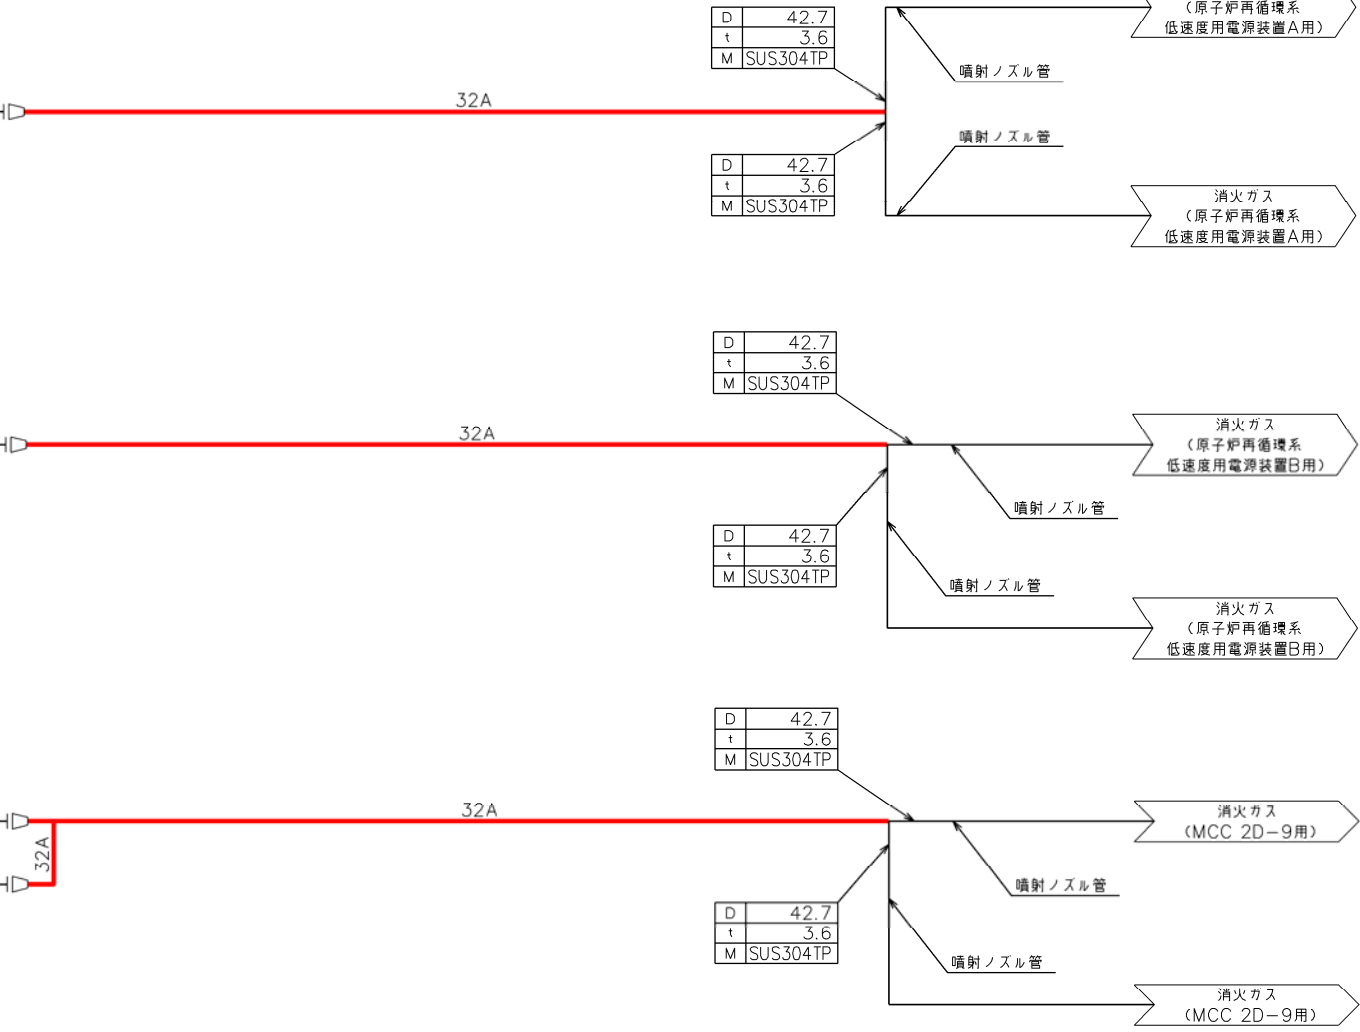 D 42.7
t 3.6
M SUS304TP
(原子炉再循環系
低速度用電源装置A用)
噴射ノズル管
32A
噴射ノズル管
D 42.7
t 3.6
M SUS304TP
消火ガス
(原子炉再循環系
低速度用電源装置A用)
D 42.7
t 3.6
M SUS304TP
32A
消火ガス
(原子炉再循環系
低速度用電源装置B用)
噴射ノズル管
D 42.7
t 3.6
M SUS304TP
噴射ノズル管
消火ガス
(原子炉再循環系
低速度用電源装置B用)
D 42.7
t 3.6
M SUS304TP
32A
消火ガス
(MCC 2D-9用)
32A
噴射ノズル管
D 42.7
t 3.6
M SUS304TP
噴射ノズル管
消火ガス
(MCC 2D-9用)